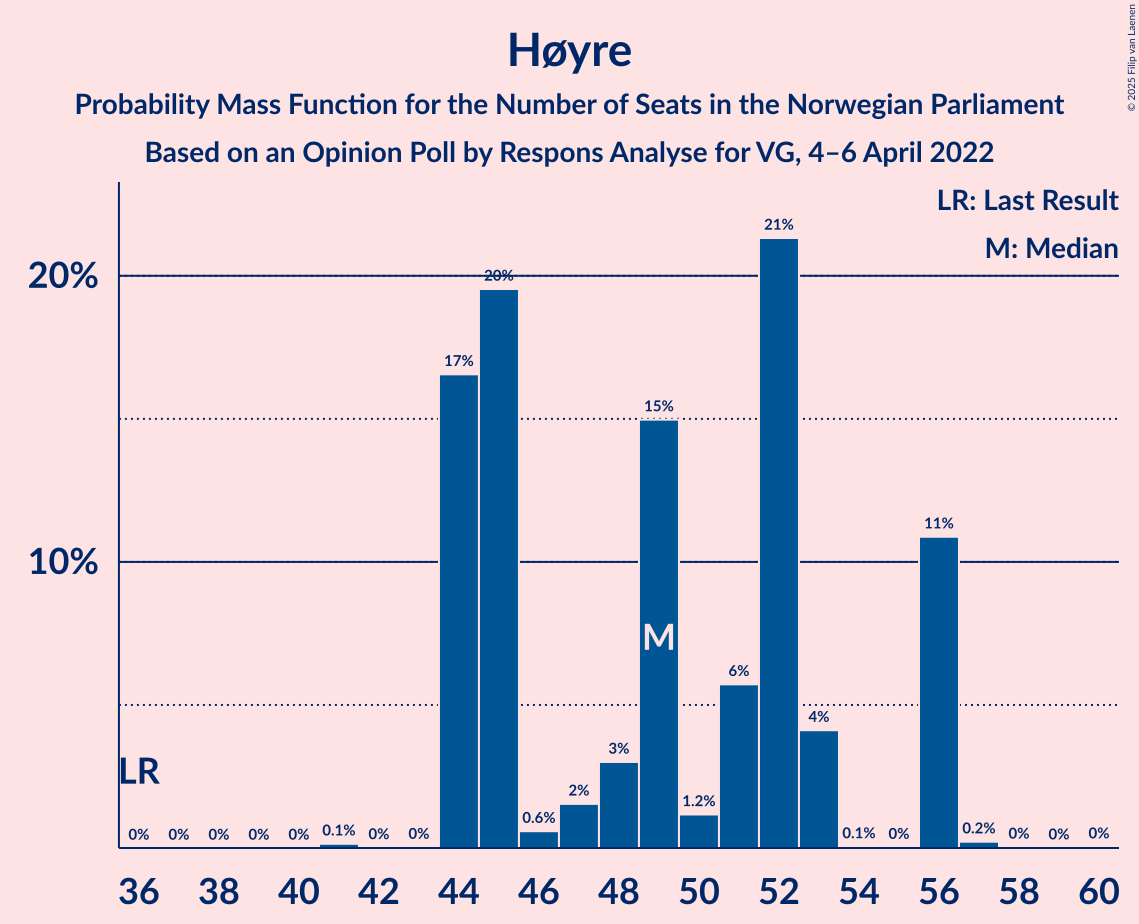 Høyre
Probability Mass Function for the Number of Seats in the Norwegian Parliament
Based on an Opinion Poll by Respons Analyse for VG, 4–6 April 2022
© 2025 Filip van Laenen
LR: Last Result
M: Median
20%
10%
LR
M
0% 0% 0% 0% 0% 0.1% 0% 0% 17% 20% 0.6% 2% 3% 15% 1.2% 6% 21% 4% 0.1% 0% 11% 0.2% 0% 0% 0%
36 38 40 42 44 46 48 50 52 54 56 58 60